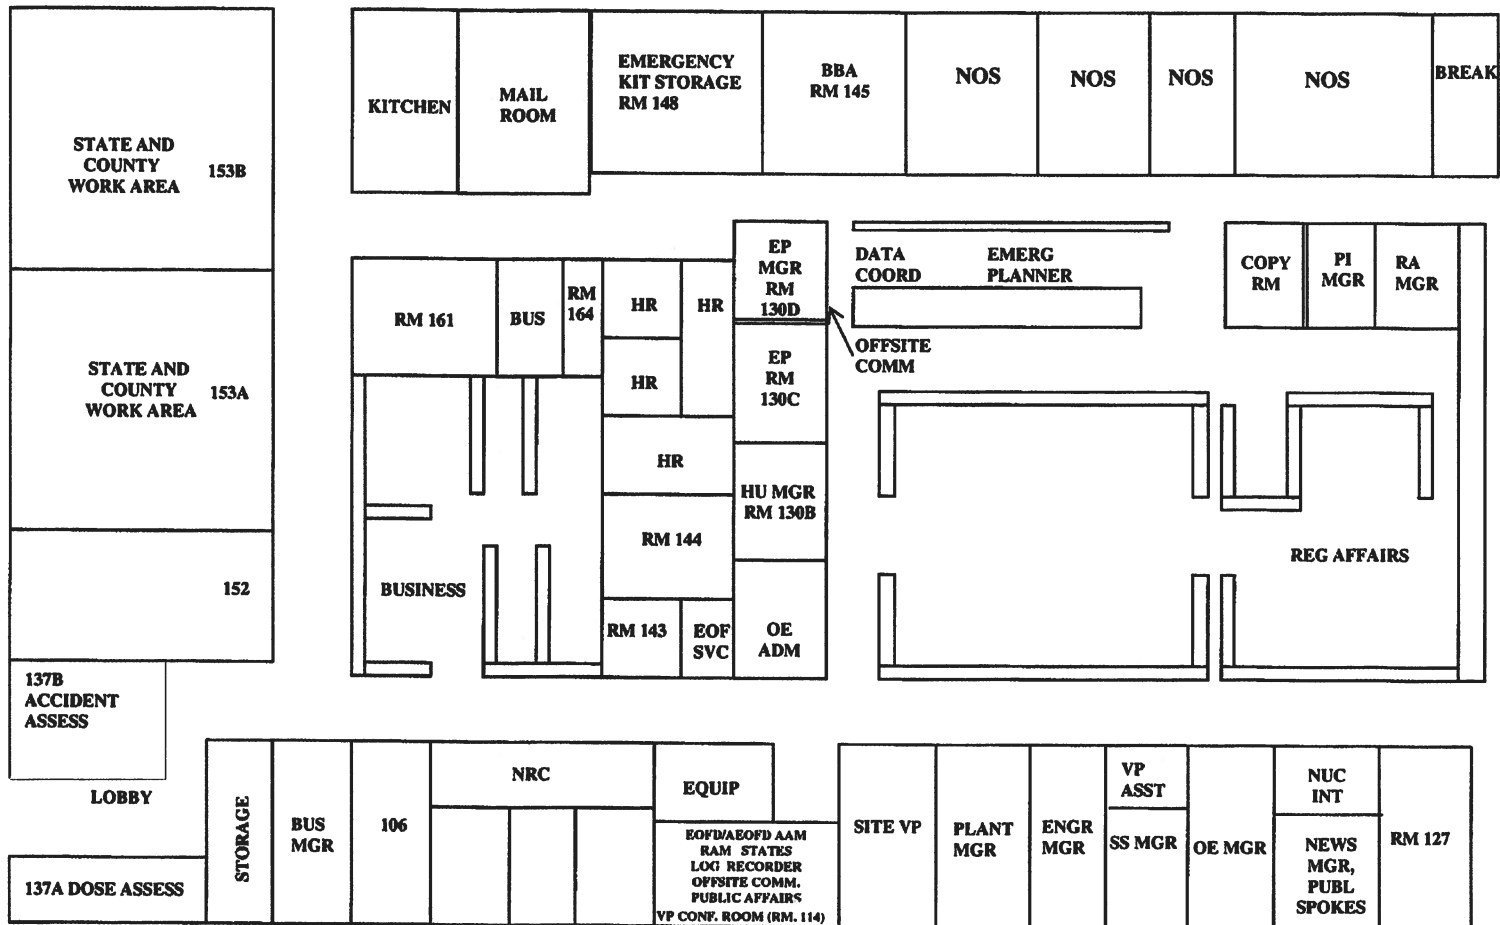 STATE AND
COUNTY
WORK AREA
153B
KITCHEN
MAIL
ROOM
EMERGENCY
KIT STORAGE
RM 148
BBA
RM 145
NOS
NOS
NOS
NOS
BREAK
STATE AND
COUNTY
WORK AREA
153A
RM 161
BUS
RM
164
HR
HR
HR
HR
RM 144
RM 143
EOF
SVC
EP
MGR
RM
130D
EP
RM
130C
HU MGR
RM 130B
OE
ADM
DATA
COORD
EMERG
PLANNER
OFFSITE
COMM
COPY
RM
PI
MGR
RA
MGR
REG AFFAIRS
BUSINESS
152
137B
ACCIDENT
ASSESS
LOBBY
137A DOSE ASSESS
STORAGE
BUS
MGR
106
NRC
EQUIP
EOFD/AEOFD AAM
RAM STATES
LOG RECORDER
OFFSITE COMM.
PUBLIC AFFAIRS
VP CONF. ROOM (RM. 114)
SITE VP
PLANT
MGR
ENGR
MGR
VP
ASST
SS MGR
OE MGR
NUC
INT
NEWS
MGR,
PUBL
SPOKES
RM 127